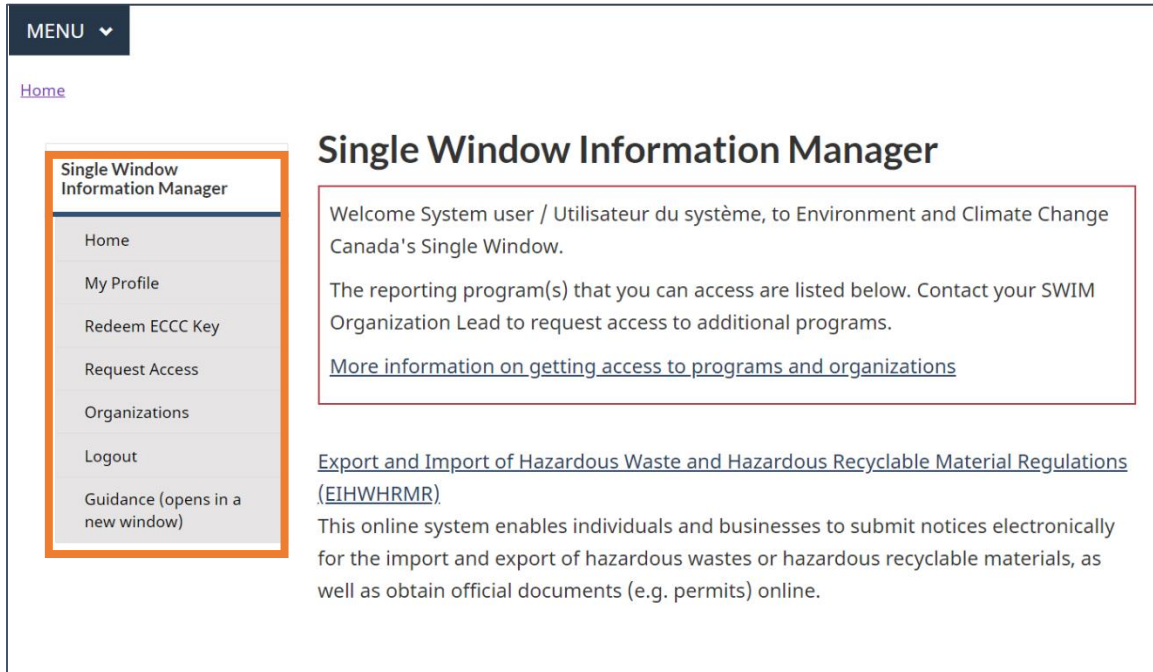 MENU
Home
Single Window
Information Manager
Home
My Profile
Redeem ECCC Key
Request Access
Organizations
Logout
Guidance (opens in a
new window)
Single Window Information Manager
Welcome System user / Utilisateur du système, to Environment and Climate Change
Canada's Single Window.
The reporting program(s) that you can access are listed below. Contact your SWIM
Organization Lead to request access to additional programs.
More information on getting access to programs and organizations
Export and Import of Hazardous Waste and Hazardous Recyclable Material Regulations
(EIHWHRMR)
This online system enables individuals and businesses to submit notices electronically
for the import and export of hazardous wastes or hazardous recyclable materials, as
well as obtain official documents (e.g. permits) online.